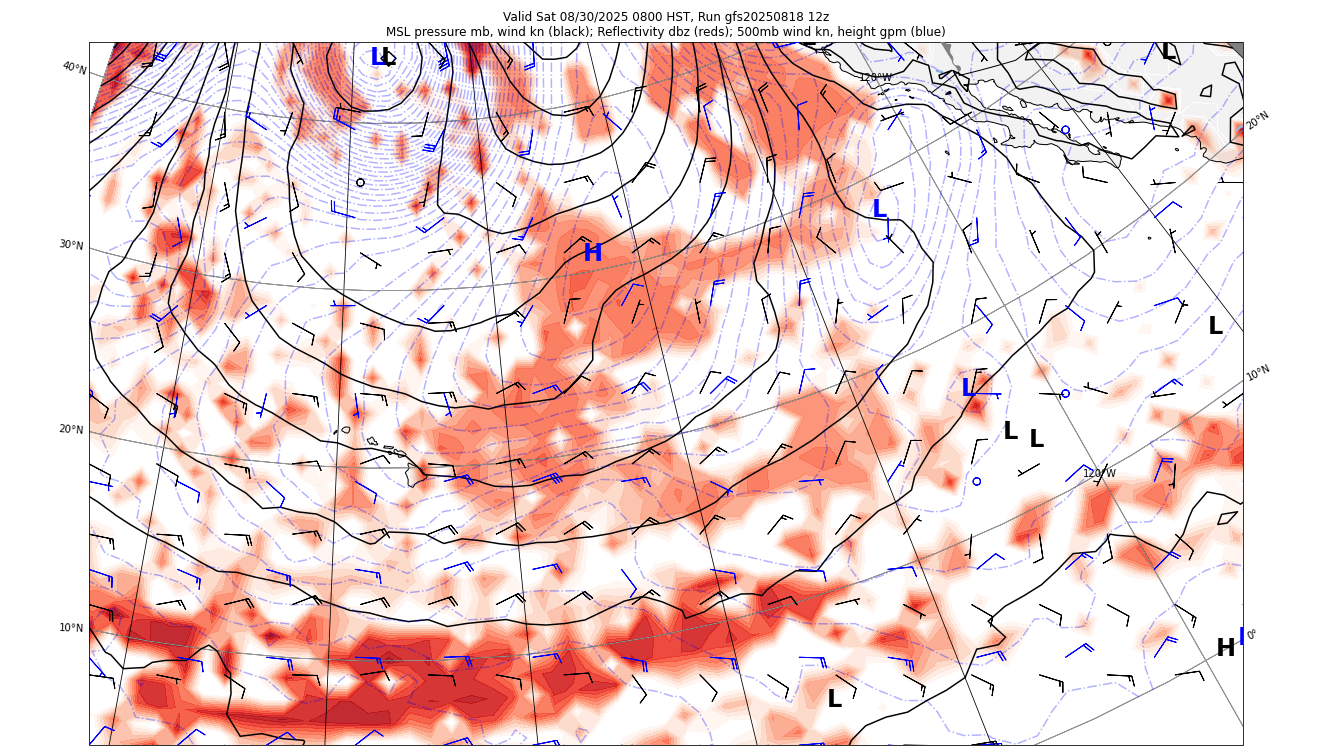 Valid Sat 08/30/2025 0800 HST, Run gfs20250818 12z
MSL pressure mb, wind kn (black); Reflectivity dbz (reds); 500mb wind kn, height gpm (blue)
L L L
40°N
120°W
20°N
L
30°N
H
L
10°N
L
20°N
L L
120°W
10°N
0°
H
L